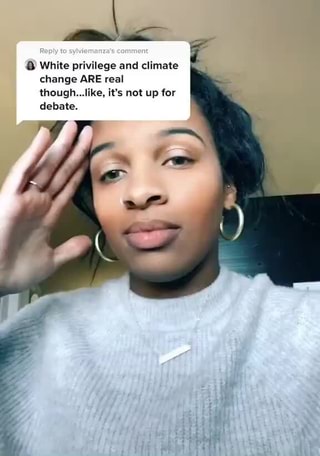 Reply to sylviemanza's comment
White privilege and climate
change ARE real
though...like, it's not up for
debate.